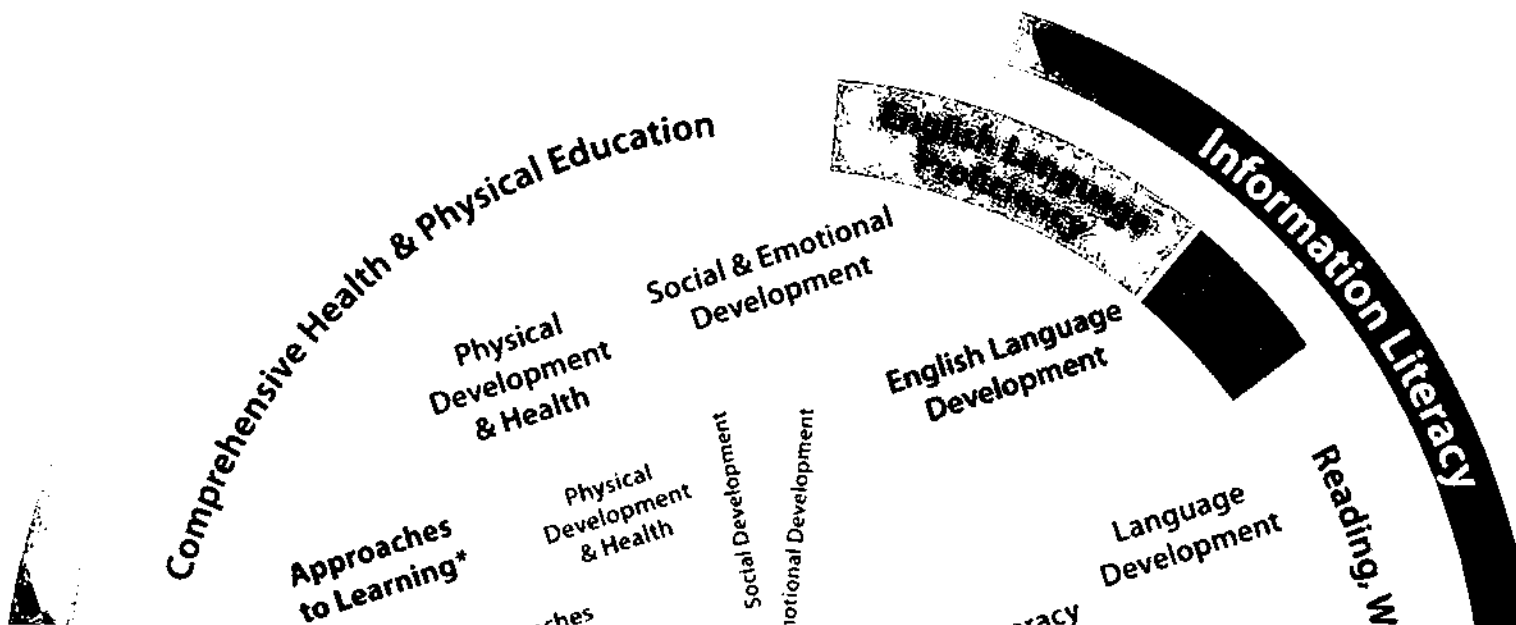 Information Literacy
English Language
Proficiency
Comprehensive Health & Physical Education
Social & Emotional
Development
Physical
Development
& Health
English Language
Development
Reading,
Language
Development
Social Development
Physical
Development
& Health
Approaches
to Learning*